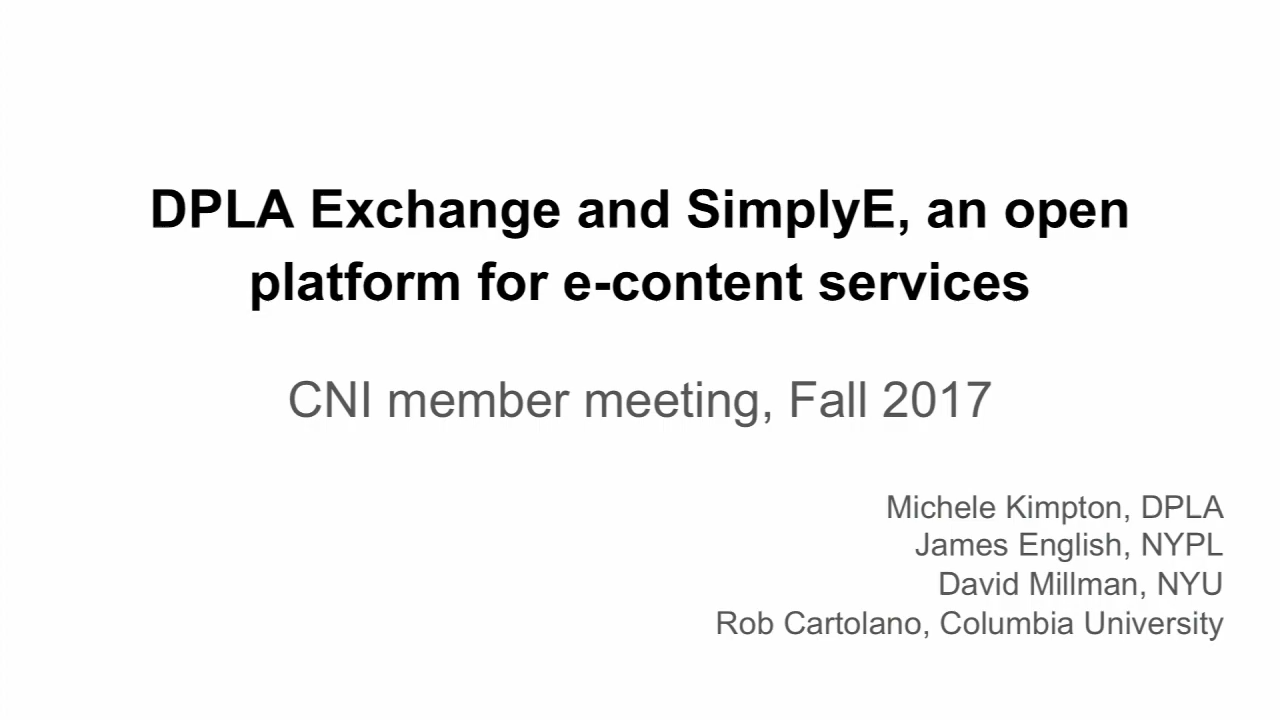 DPLA Exchange and SimplyE, an open
platform for e-content services
CNI member meeting, Fall 2017
Michele Kimpton, DPLA
James English, NYPL
David Millman, NYU
Rob Cartolano, Columbia University